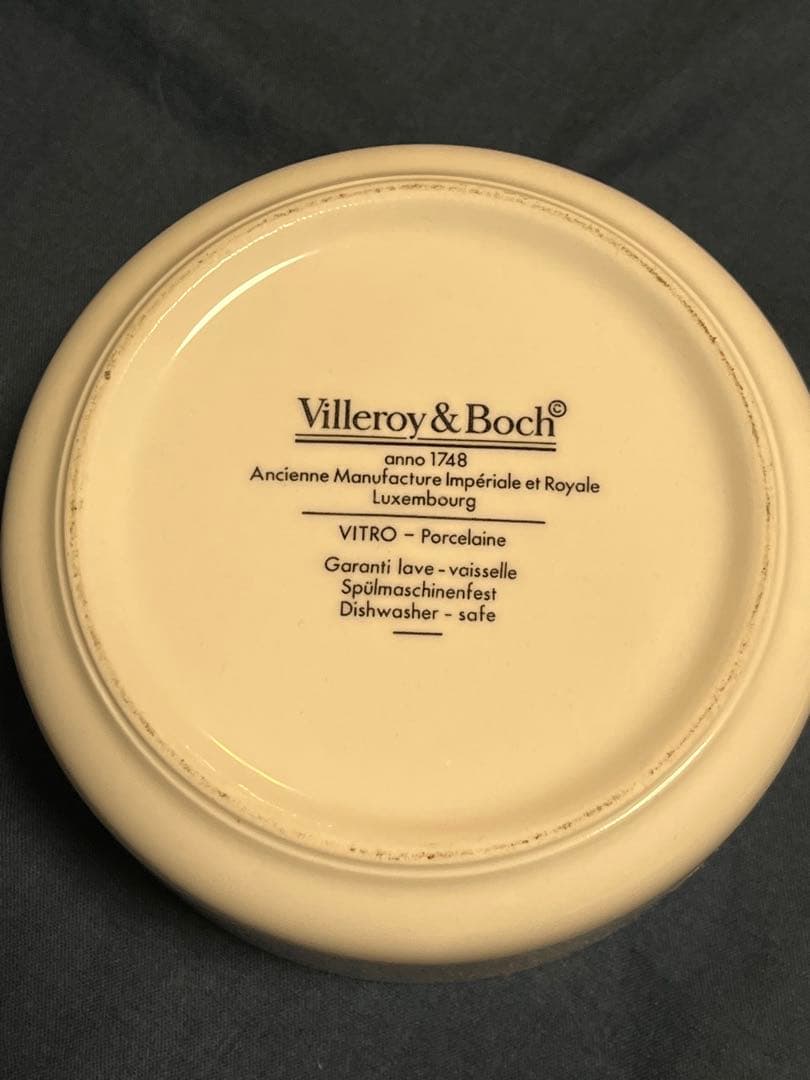 Villeroy & Boch©
anno 1748
Ancienne Manufacture Impériale et Royale
Luxembourg
VITRO - Porcelaine
Garanti lave - vaisselle
Spülmaschinenfest
Dishwasher - safe